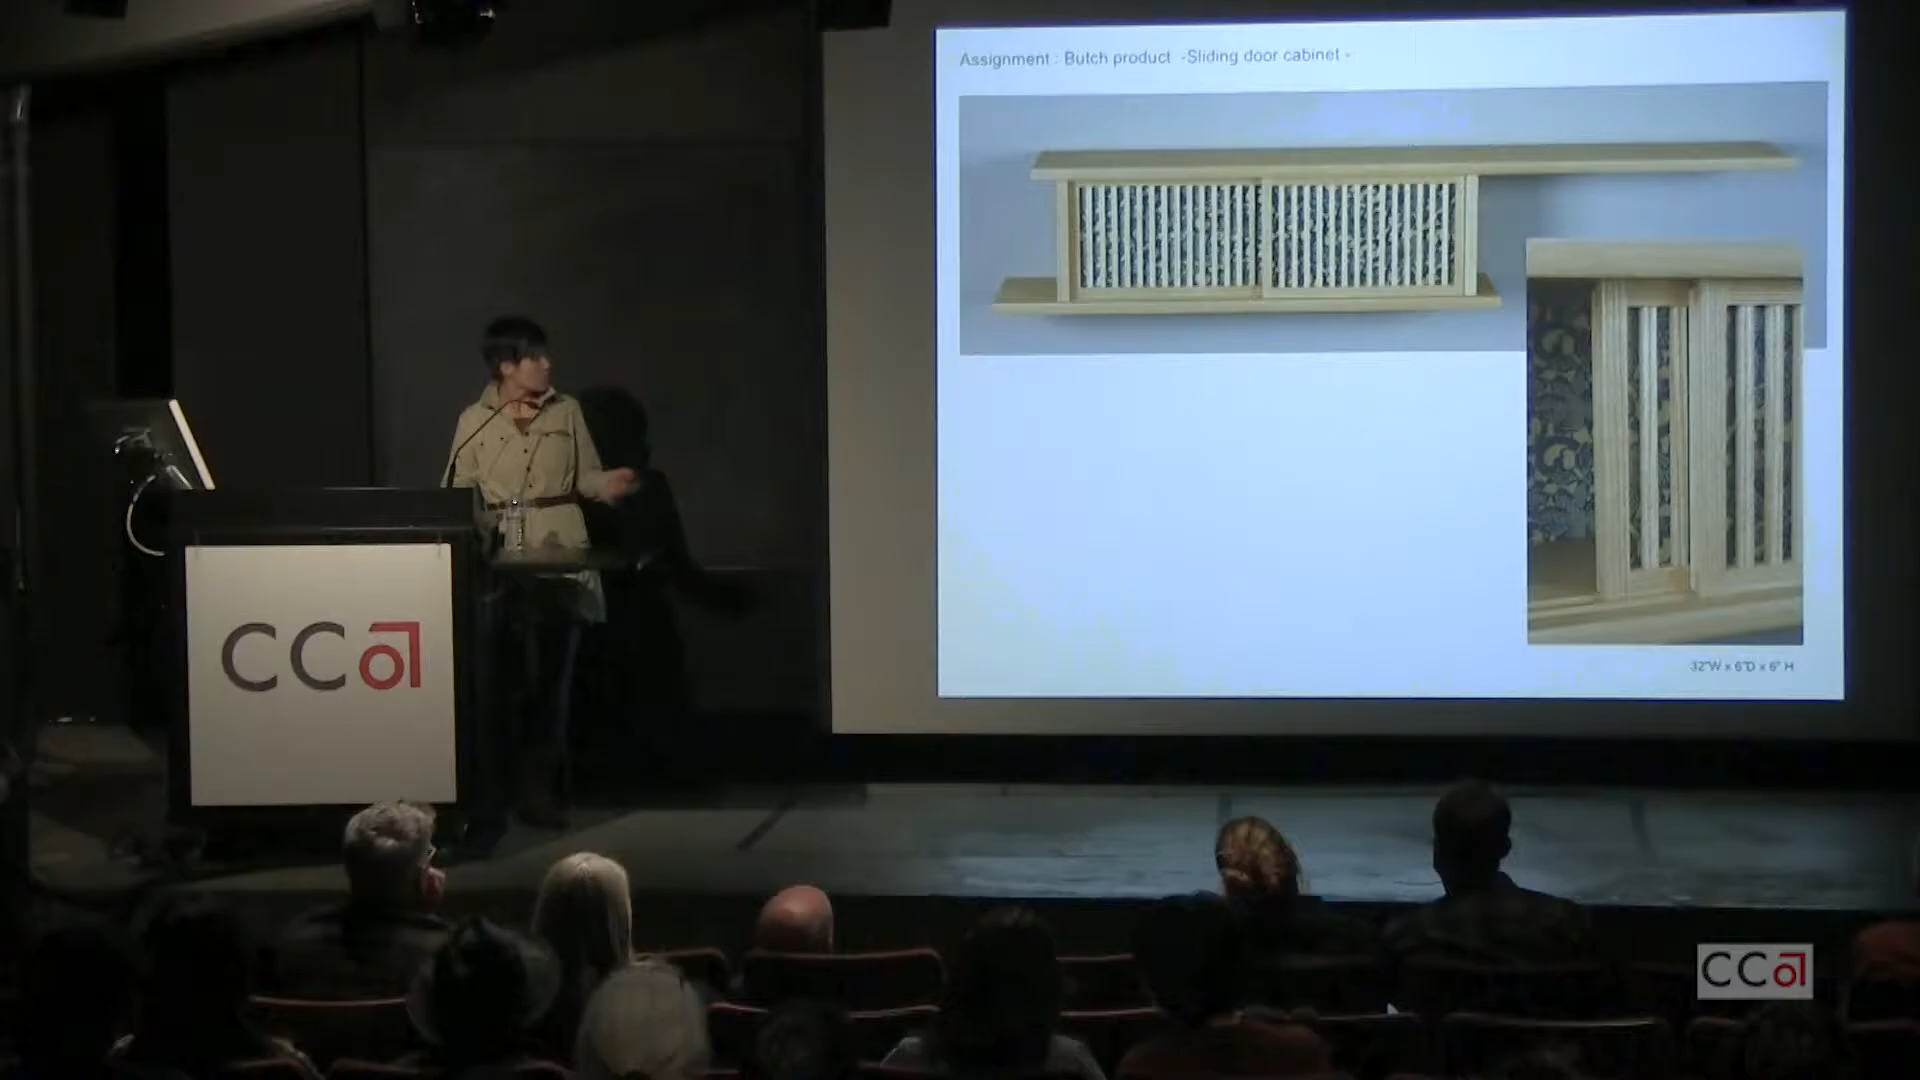 Assignment : Butch product -Sliding door cabinet -
32"W x 6"D x 6" H
CCa
CCa